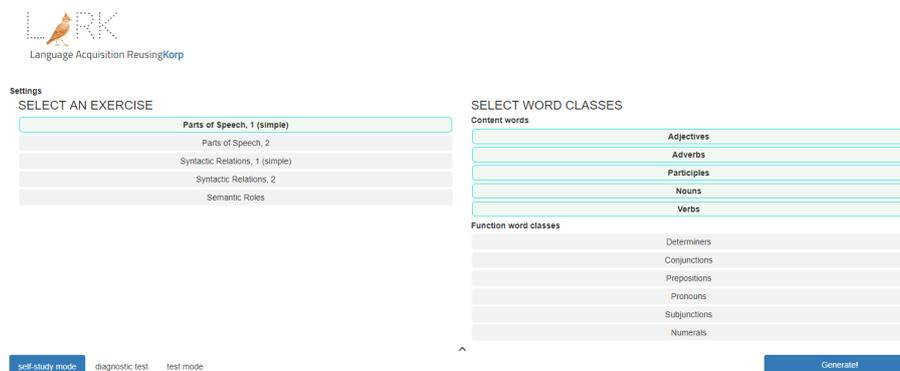 LARK
Language Acquisition ReusingKorp
Settings
SELECT AN EXERCISE
Parts of Speech, 1 (simple)
Parts of Speech, 2
Syntactic Relations, 1 (simple)
Syntactic Relations, 2
Semantic Roles
SELECT WORD CLASSES
Content words
Adjectives
Adverbs
Participles
Nouns
Verbs
Function word classes
Determiners
Conjunctions
Prepositions
Pronouns
Subjunctions
Numerals
self-study mode
diagnostic test
test mode
Generate!